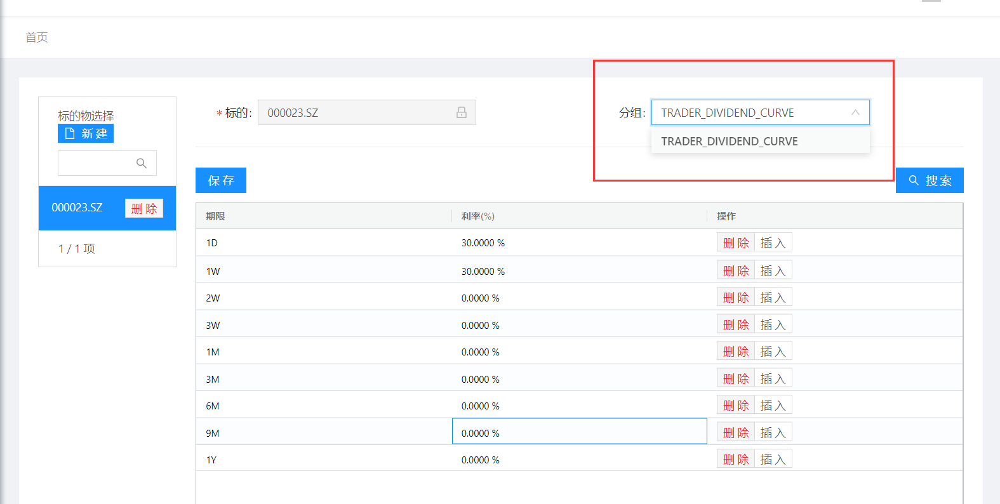 首页
标的物选择
新建
000023.SZ 删除
1 / 1 项
* 标的: 000023.SZ
分组: TRADER_DIVIDEND_CURVE
TRADER_DIVIDEND_CURVE
保存 搜索
期限 利率(%) 操作
1D 30.0000 % 删除 插入
1W 30.0000 % 删除 插入
2W 0.0000 % 删除 插入
3W 0.0000 % 删除 插入
1M 0.0000 % 删除 插入
3M 0.0000 % 删除 插入
6M 0.0000 % 删除 插入
9M 0.0000 % 删除 插入
1Y 0.0000 % 删除 插入